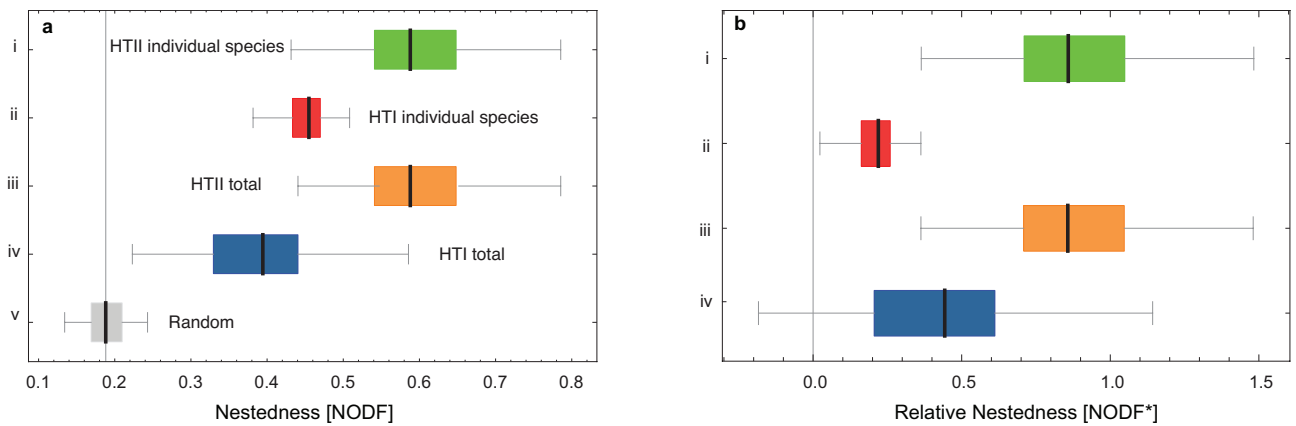 a
i
HTII individual species
ii
HTI individual species
iii
HTII total
iv
HTI total
v
Random
0.1 0.2 0.3 0.4 0.5 0.6 0.7 0.8
Nestedness [NODF]
b
i
ii
iii
iv
0.0 0.5 1.0 1.5
Relative Nestedness [NODF*]